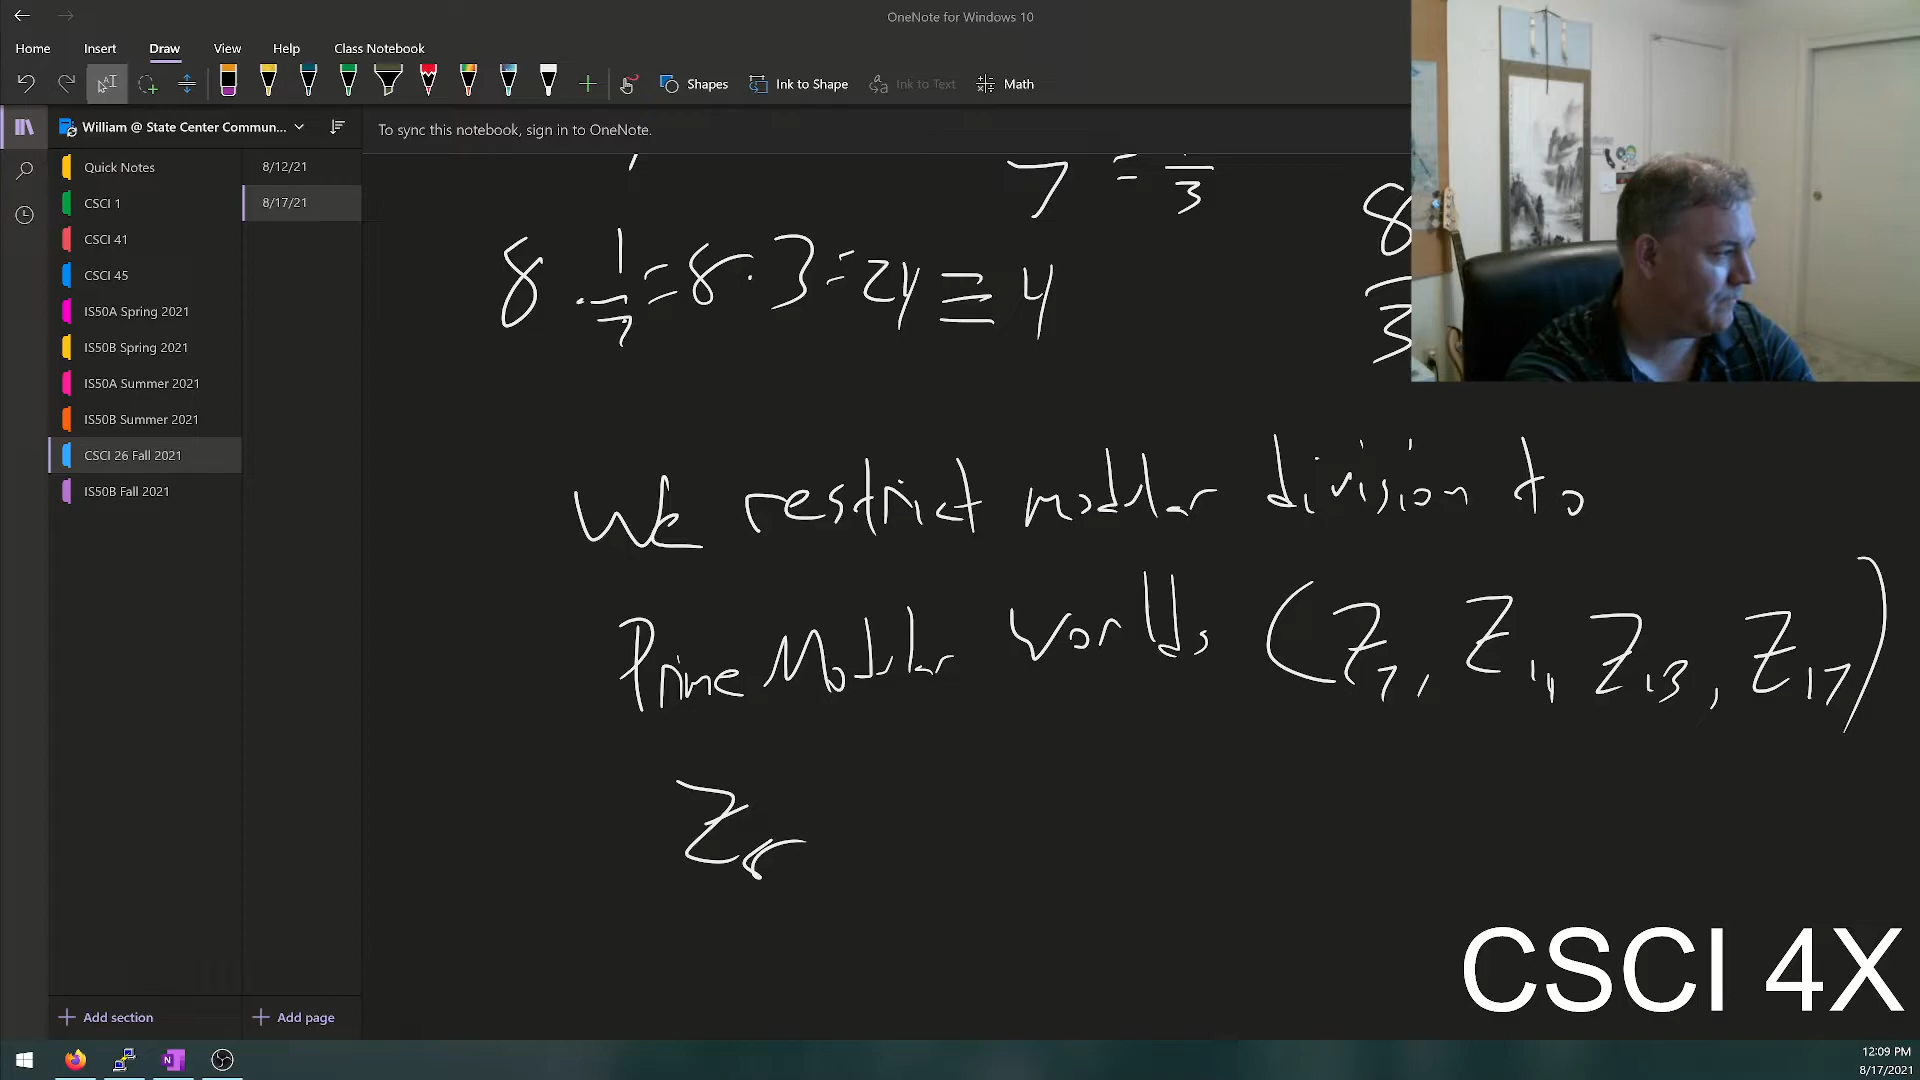 OneNote for Windows 10
Home Insert Draw View Help Class Notebook
Shapes Ink to Shape Ink to Text Math
William @ State Center Commun...
To sync this notebook, sign in to OneNote.
Quick Notes
CSCI 1
CSCI 41
CSCI 45
IS50A Spring 2021
IS50B Spring 2021
IS50A Summer 2021
IS50B Summer 2021
CSCI 26 Fall 2021
IS50B Fall 2021
8/12/21
8/17/21
7 = /3
8 · 1/7 = 8 · 3 = 24 ≡ 4
8/3
We restrict modular division to
Prime Modular Worlds (Z7, Z11, Z13, Z17)
Z8
CSCI 4X
Add section
Add page
12:09 PM
8/17/2021